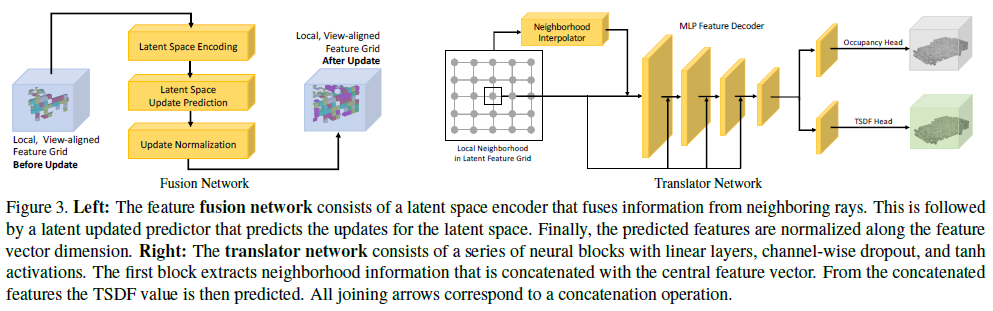 Latent Space Encoding
Latent Space
Update Prediction
Update Normalization
Local, View-aligned
Feature Grid
Before Update
Local, View-aligned
Feature Grid
After Update
Fusion Network
Neighborhood
Interpolator
MLP Feature Decoder
Local Neighborhood
in Latent Feature Grid
Occupancy Head
TSDF Head
Translator Network
Figure 3. Left: The feature fusion network consists of a latent space encoder that fuses information from neighboring rays. This is followed
by a latent updated predictor that predicts the updates for the latent space. Finally, the predicted features are normalized along the feature
vector dimension. Right: The translator network consists of a series of neural blocks with linear layers, channel-wise dropout, and tanh
activations. The first block extracts neighborhood information that is concatenated with the central feature vector. From the concatenated
features the TSDF value is then predicted. All joining arrows correspond to a concatenation operation.